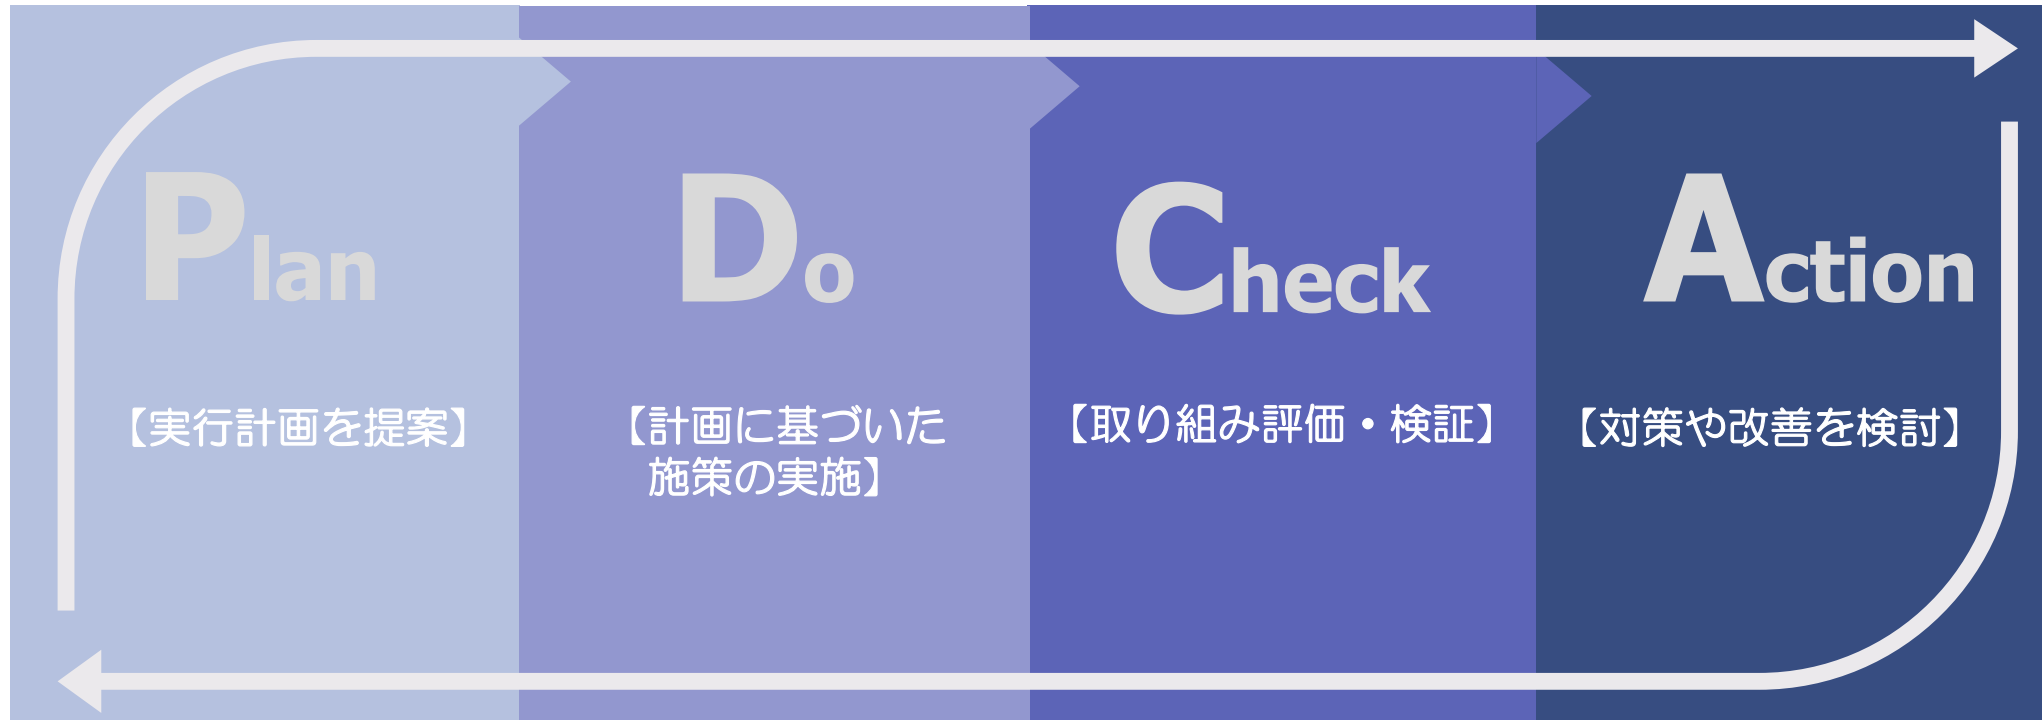 Plan
【実行計画を提案】
Do
【計画に基づいた
施策の実施】
Check
【取り組み評価・検証】
Action
【対策や改善を検討】